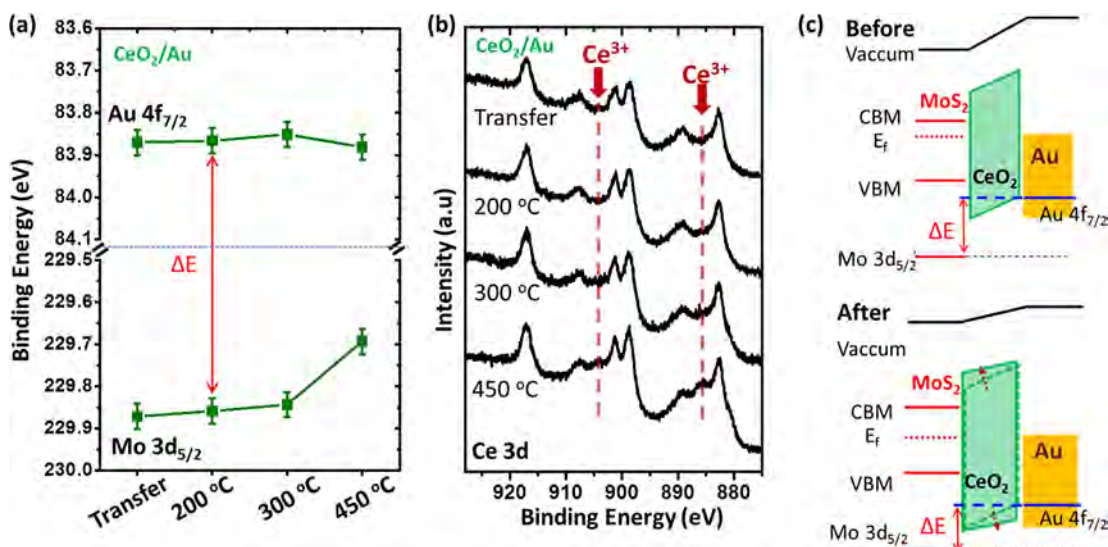 (a)
83.6
83.7
83.8
83.9
84.0
84.1
229.5
229.6
229.7
229.8
229.9
230.0
Binding Energy (eV)
CeO₂/Au
Au 4f₇/₂
ΔE
Mo 3d₅/₂
Transfer
200 °C
300 °C
450 °C
(b)
CeO₂/Au
Ce³⁺
Ce³⁺
Transfer
200 °C
300 °C
450 °C
Ce 3d
Intensity (a.u)
920 910 900 890 880
Binding Energy (eV)
(c)
Before
Vaccum
MoS₂
CBM
E_f
VBM
CeO₂
Au
Au 4f₇/₂
ΔE
Mo 3d₅/₂
After
Vaccum
MoS₂
CBM
E_f
VBM
CeO₂
Au
Au 4f₇/₂
ΔE
Mo 3d₅/₂